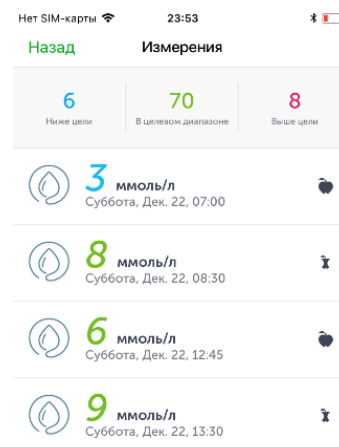 Нет SIM-карты 23:53
Назад Измерения
6 70 8
Ниже цели В целевом диапазоне Выше цели
3 ммоль/л
Суббота, Дек. 22, 07:00
8 ммоль/л
Суббота, Дек. 22, 08:30
6 ммоль/л
Суббота, Дек. 22, 12:45
9 ммоль/л
Суббота, Дек. 22, 13:30